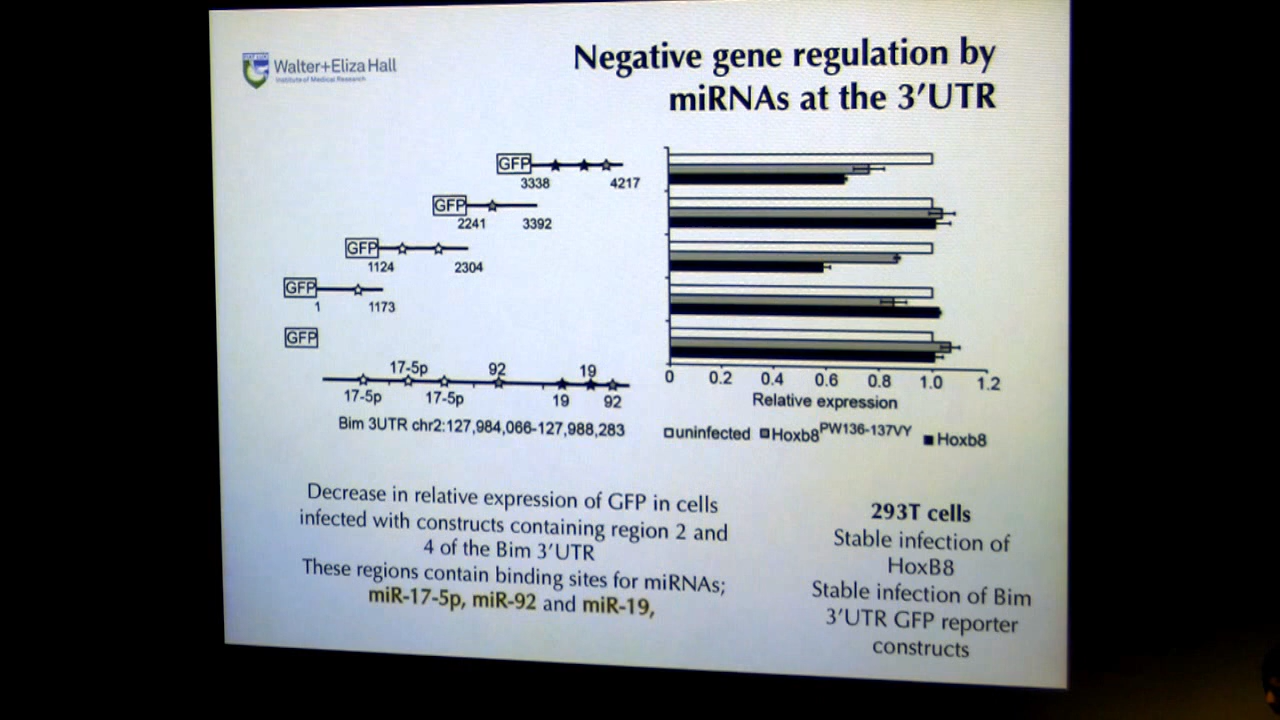 Walter+Eliza Hall
Institute of Medical Research
Negative gene regulation by
miRNAs at the 3'UTR
GFP
3338 4217
GFP
2241 3392
GFP
1124 2304
GFP
1 1173
GFP
17-5p 92 19
17-5p 17-5p 19 92
Bim 3UTR chr2:127,984,066-127,988,283
0 0.2 0.4 0.6 0.8 1.0 1.2
Relative expression
uninfected Hoxb8PW136-137VY Hoxb8
Decrease in relative expression of GFP in cells
infected with constructs containing region 2 and
4 of the Bim 3'UTR
These regions contain binding sites for miRNAs;
miR-17-5p, miR-92 and miR-19,
293T cells
Stable infection of
HoxB8
Stable infection of Bim
3'UTR GFP reporter
constructs